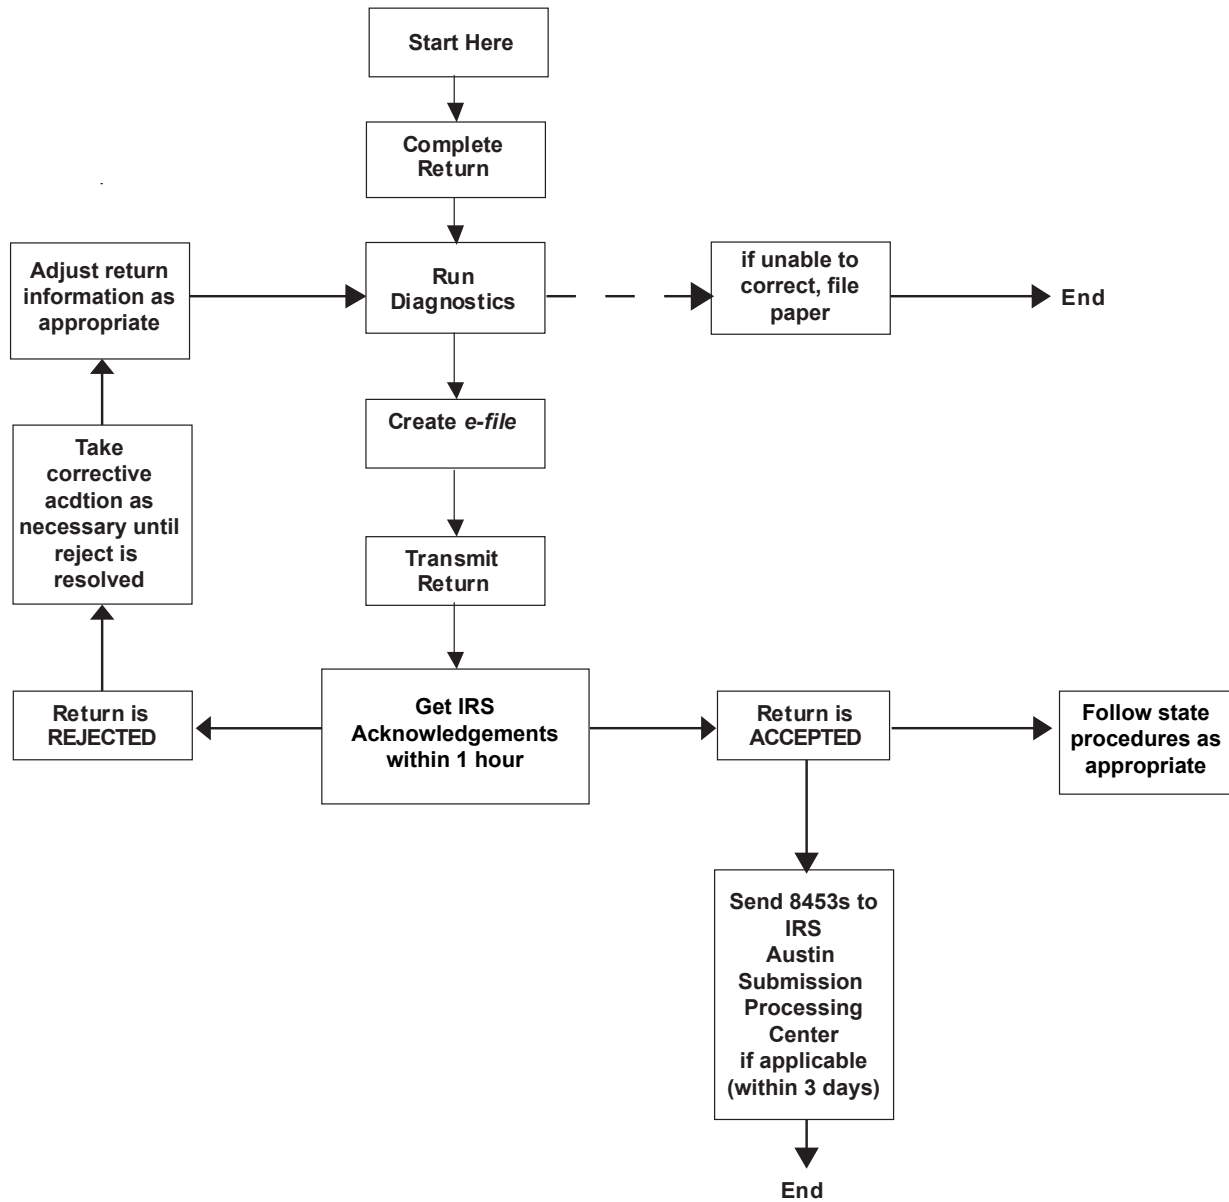 Start Here
Complete
Return
Adjust return
information as
appropriate
Run
Diagnostics
if unable to
correct, file
paper
End
Create e-file
Take
corrective
acdtion as
necessary until
reject is
resolved
Transmit
Return
Return is
REJECTED
Get IRS
Acknowledgements
within 1 hour
Return is
ACCEPTED
Follow state
procedures as
appropriate
Send 8453s to
IRS
Austin
Submission
Processing
Center
if applicable
(within 3 days)
End